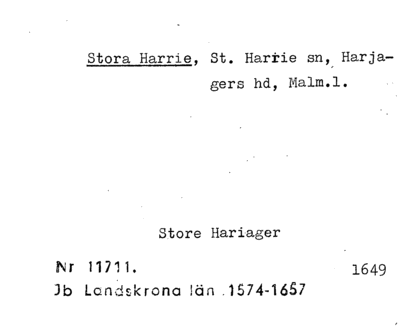 Stora Harrie, St. Harrie sn, Harja-
gers hd, Malm.l.
Store Hariager
Nr 11711.
1649
Jb Landskrona län 1574-1657